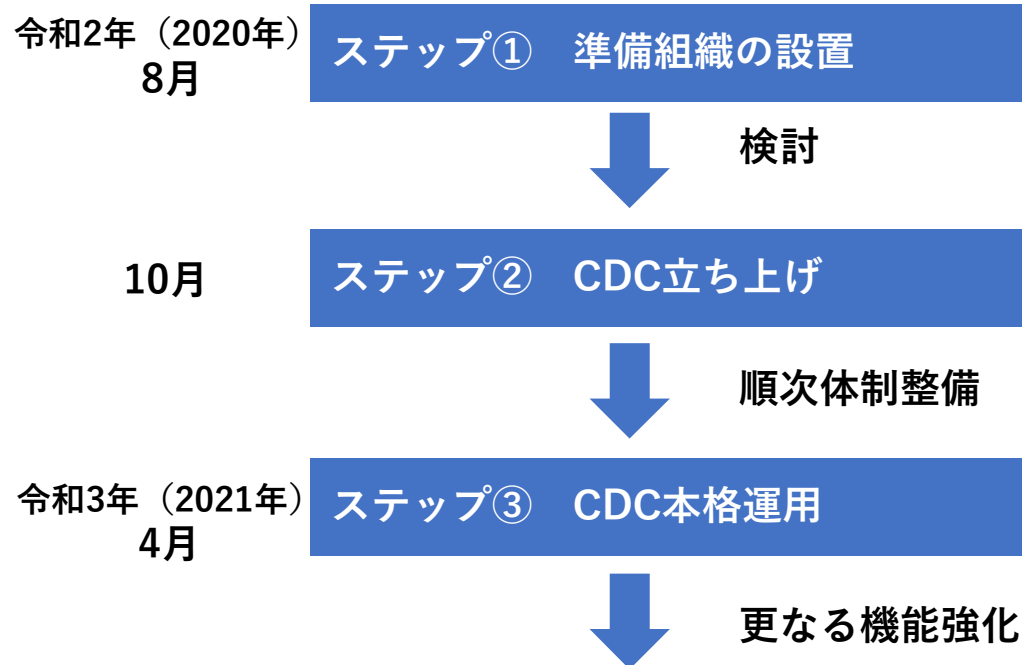 令和2年（2020年）
8月
ステップ①　準備組織の設置
検討
10月
ステップ②　CDC立ち上げ
順次体制整備
令和3年（2021年）
4月
ステップ③　CDC本格運用
更なる機能強化